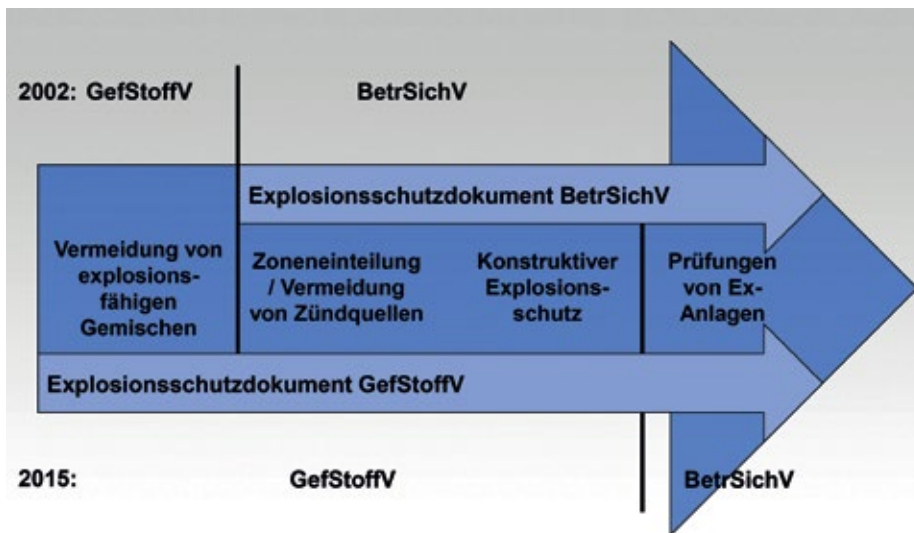 2002: GefStoffV
BetrSichV
Explosionsschutzdokument BetrSichV
Vermeidung von
explosions-
fähigen
Gemischen
Zoneneinteilung
/ Vermeidung
von Zündquellen
Konstruktiver
Explosions-
schutz
Prüfungen
von Ex-
Anlagen
Explosionsschutzdokument GefStoffV
2015:
GefStoffV
BetrSichV